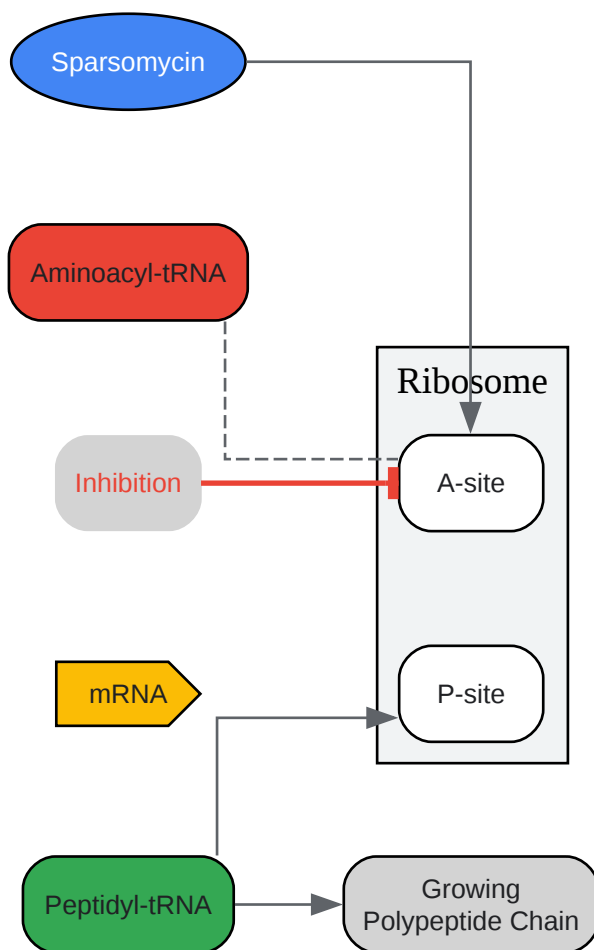 Sparsomycin
Aminoacyl-tRNA
Ribosome
Inhibition
A-site
mRNA
P-site
Peptidyl-tRNA
Growing
Polypeptide Chain